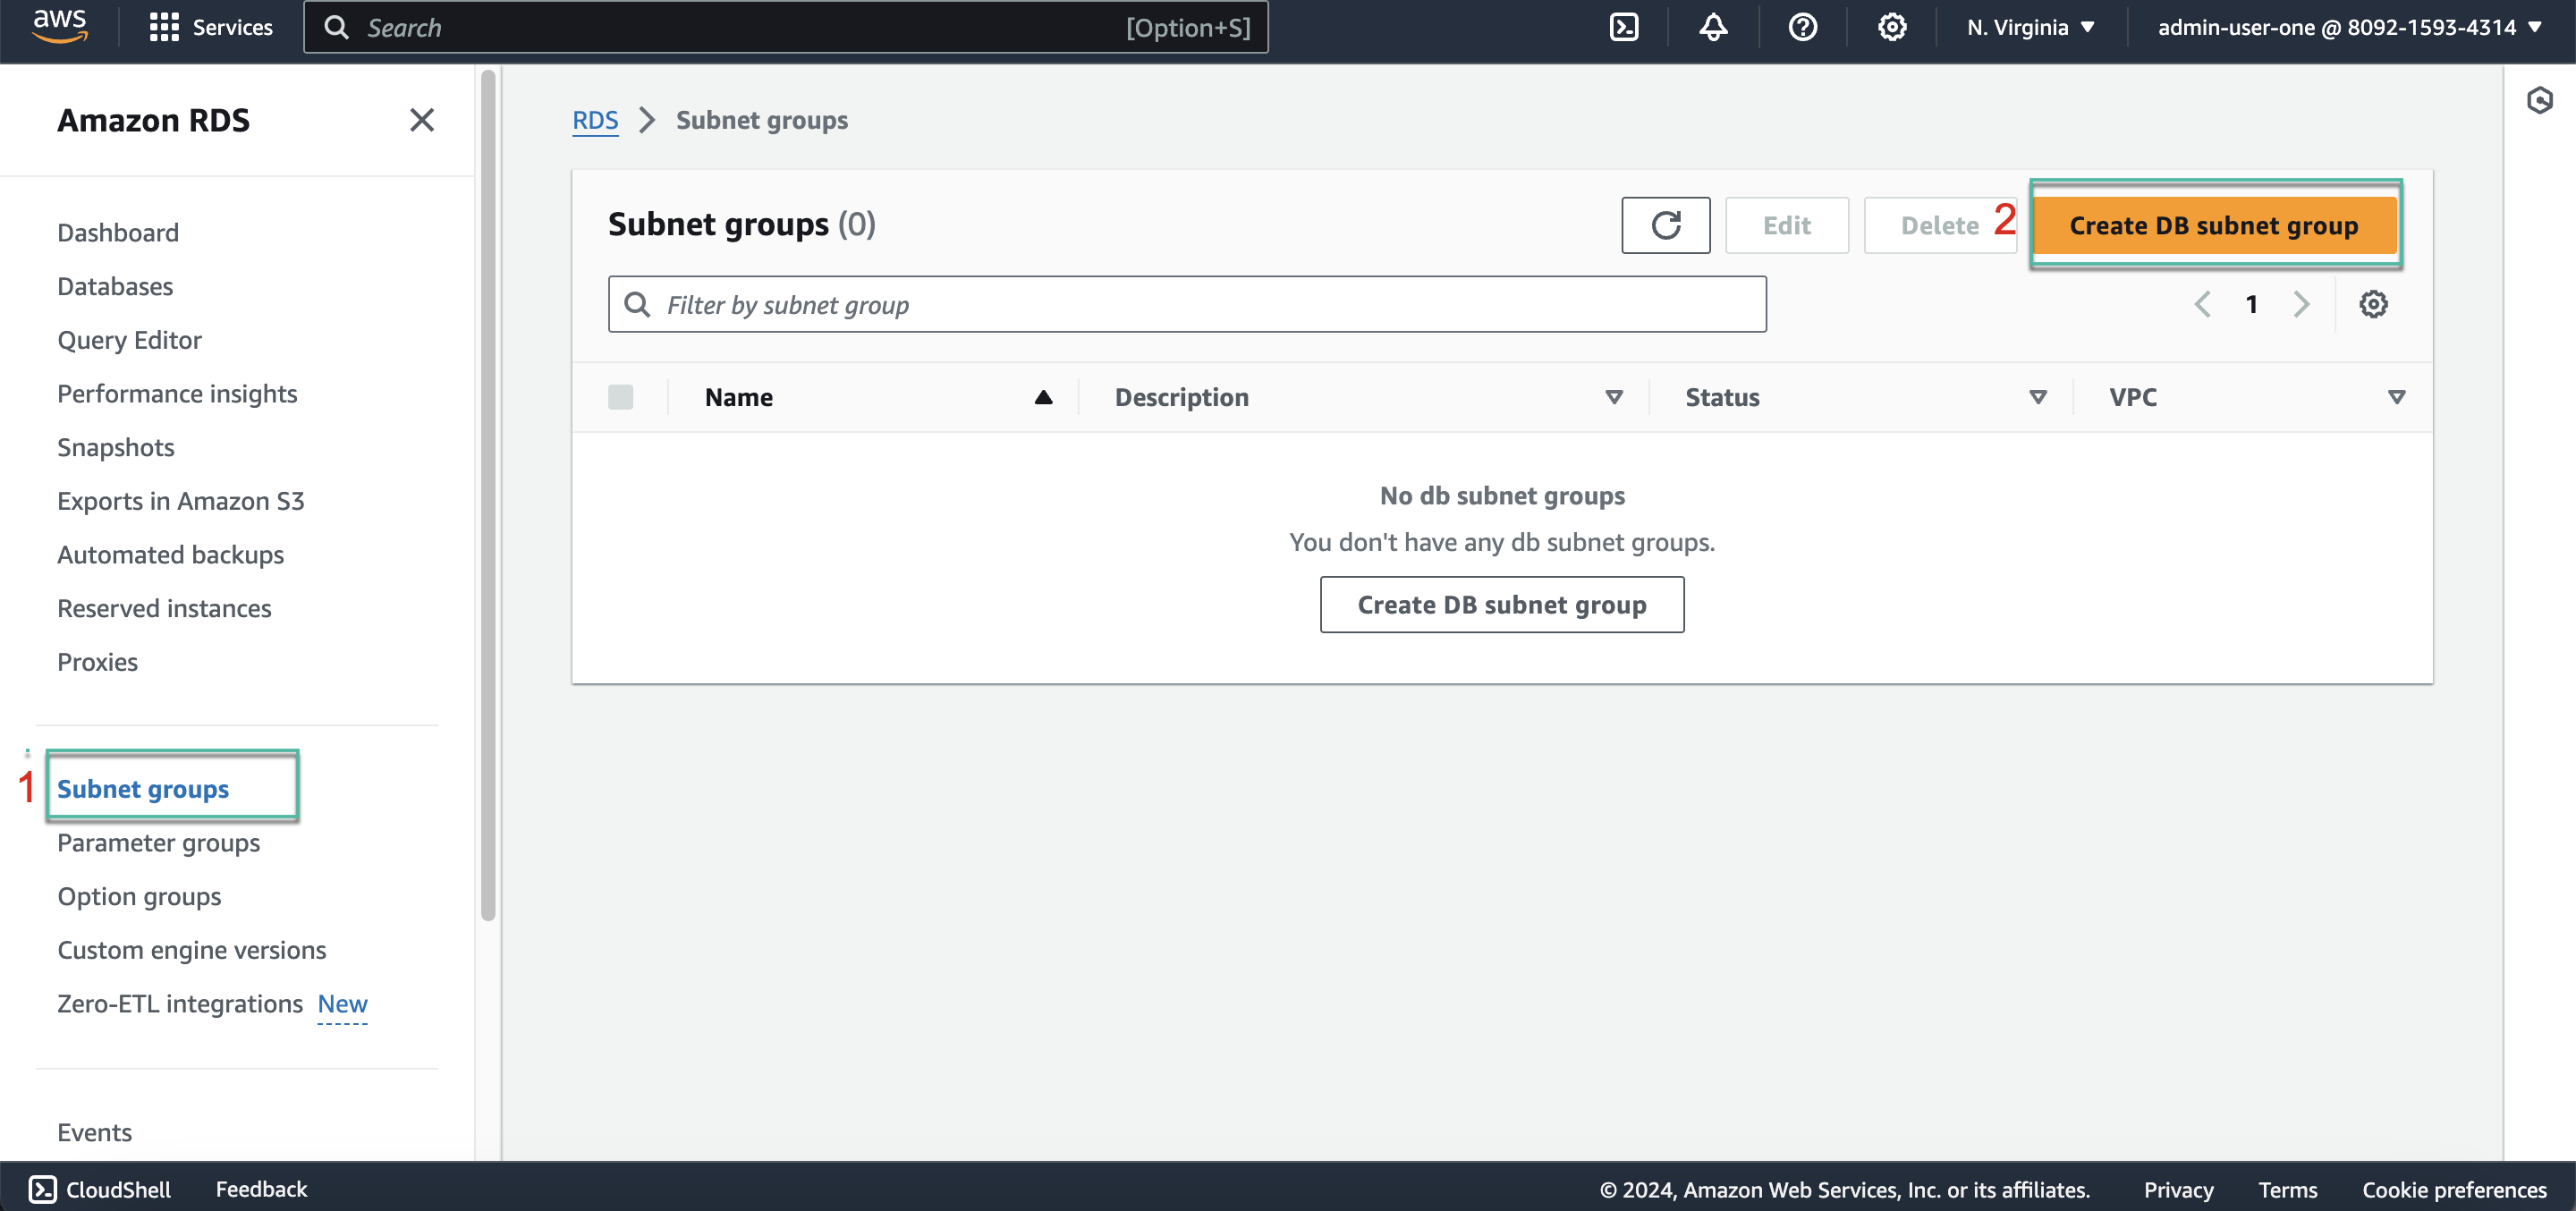 aws Services Search [Option+S] N. Virginia admin-user-one @ 8092-1593-4314
Amazon RDS
Dashboard
Databases
Query Editor
Performance insights
Snapshots
Exports in Amazon S3
Automated backups
Reserved instances
Proxies
1 Subnet groups
Parameter groups
Option groups
Custom engine versions
Zero-ETL integrations New
Events
RDS Subnet groups
Subnet groups (0) Edit Delete 2 Create DB subnet group
Filter by subnet group 1
Name Description Status VPC
No db subnet groups
You don't have any db subnet groups.
Create DB subnet group
CloudShell Feedback © 2024, Amazon Web Services, Inc. or its affiliates. Privacy Terms Cookie preferences